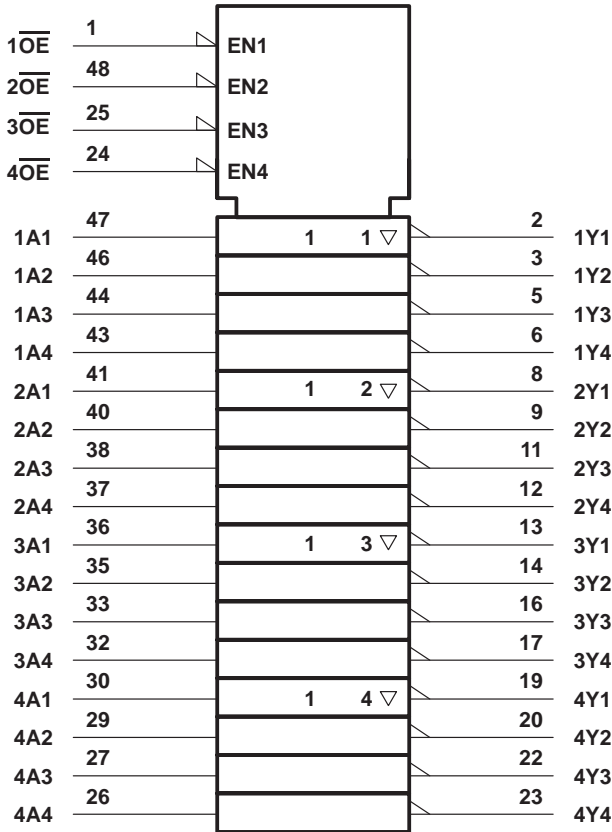 1O̅E̅ 1 EN1
2O̅E̅ 48 EN2
3O̅E̅ 25 EN3
4O̅E̅ 24 EN4
1A1 47 1 1 ▽ 2 1Y1
1A2 46 3 1Y2
1A3 44 5 1Y3
1A4 43 6 1Y4
2A1 41 1 2 ▽ 8 2Y1
2A2 40 9 2Y2
2A3 38 11 2Y3
2A4 37 12 2Y4
3A1 36 1 3 ▽ 13 3Y1
3A2 35 14 3Y2
3A3 33 16 3Y3
3A4 32 17 3Y4
4A1 30 1 4 ▽ 19 4Y1
4A2 29 20 4Y2
4A3 27 22 4Y3
4A4 26 23 4Y4